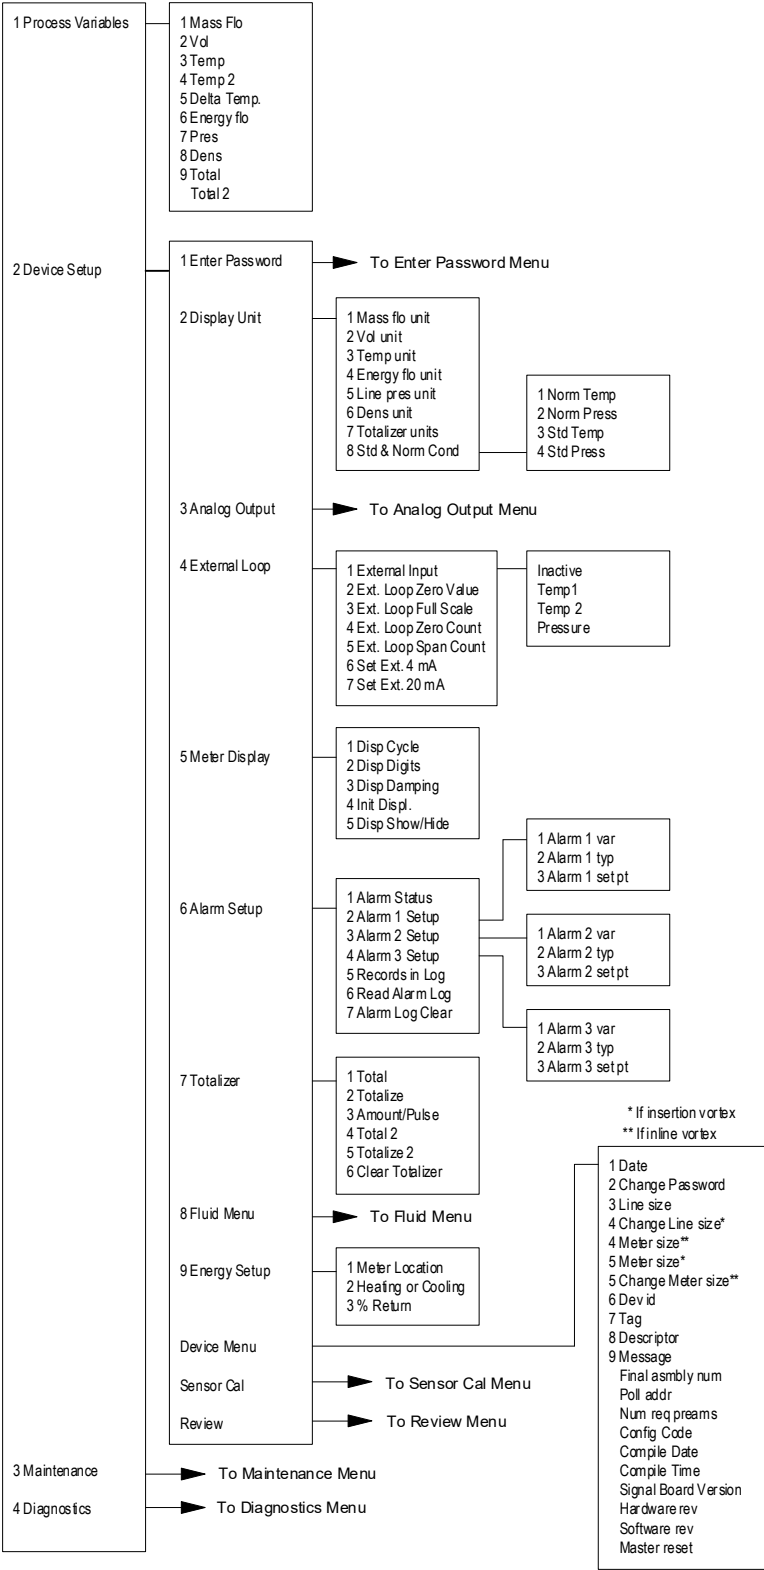 1 Process Variables
1 Mass Flo
2 Vol
3 Temp
4 Temp 2
5 Delta Temp.
6 Energy flo
7 Pres
8 Dens
9 Total
Total 2
2 Device Setup
1 Enter Password
To Enter Password Menu
2 Display Unit
1 Mass flo unit
2 Vol unit
3 Temp unit
4 Energy flo unit
5 Line pres unit
6 Dens unit
7 Totalizer units
8 Std & Norm Cond
1 Norm Temp
2 Norm Press
3 Std Temp
4 Std Press
3 Analog Output
To Analog Output Menu
4 External Loop
1 External Input
2 Ext. Loop Zero Value
3 Ext. Loop Full Scale
4 Ext. Loop Zero Count
5 Ext. Loop Span Count
6 Set Ext. 4 mA
7 Set Ext. 20 mA
Inactive
Temp1
Temp 2
Pressure
5 Meter Display
1 Disp Cycle
2 Disp Digits
3 Disp Damping
4 Init Displ.
5 Disp Show/Hide
6 Alarm Setup
1 Alarm Status
2 Alarm 1 Setup
3 Alarm 2 Setup
4 Alarm 3 Setup
5 Records in Log
6 Read Alarm Log
7 Alarm Log Clear
1 Alarm 1 var
2 Alarm 1 typ
3 Alarm 1 set pt
1 Alarm 2 var
2 Alarm 2 typ
3 Alarm 2 set pt
1 Alarm 3 var
2 Alarm 3 typ
3 Alarm 3 set pt
7 Totalizer
1 Total
2 Totalize
3 Amount/Pulse
4 Total 2
5 Totalize 2
6 Clear Totalizer
8 Fluid Menu
To Fluid Menu
9 Energy Setup
1 Meter Location
2 Heating or Cooling
3 % Return
Device Menu
* If insertion vortex
** If inline vortex
1 Date
2 Change Password
3 Line size
4 Change Line size*
4 Meter size**
5 Meter size*
5 Change Meter size**
6 Dev id
7 Tag
8 Descriptor
9 Message
Final asmbly num
Poll addr
Num req preams
Config Code
Compile Date
Compile Time
Signal Board Version
Hardware rev
Software rev
Master reset
Sensor Cal
To Sensor Cal Menu
Review
To Review Menu
3 Maintenance
To Maintenance Menu
4 Diagnostics
To Diagnostics Menu